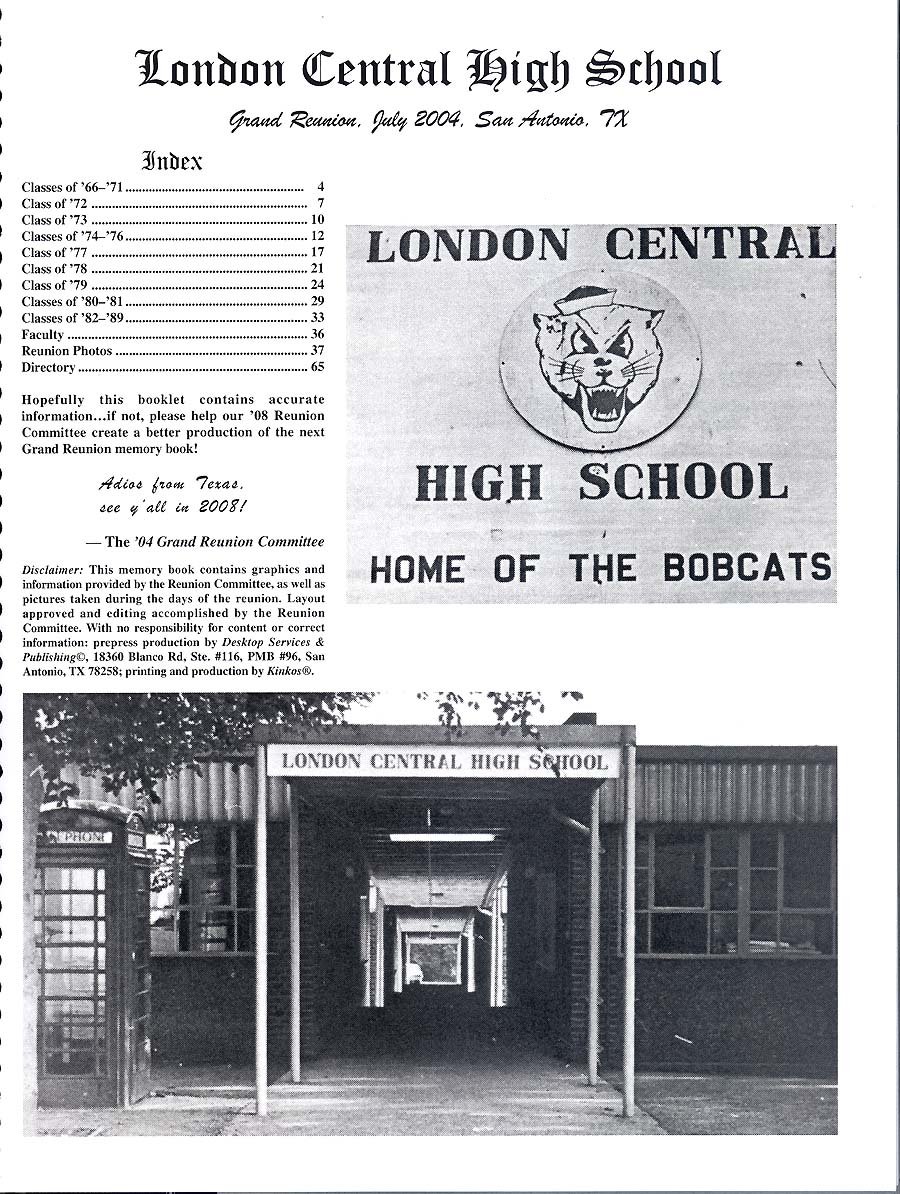 London Central High School
Grand Reunion, July 2004, San Antonio, TX
Index
Classes of ’66–’71 ...................................................... 4
Class of ’72 ................................................................. 7
Class of ’73 ................................................................. 10
Classes of ’74–’76 ....................................................... 12
Class of ’77 ................................................................. 17
Class of ’78 ................................................................. 21
Class of ’79 ................................................................. 24
Classes of ’80–’81 ....................................................... 29
Classes of ’82–’89 ....................................................... 33
Faculty ........................................................................ 36
Reunion Photos .......................................................... 37
Directory ..................................................................... 65
Hopefully this booklet contains accurate
information...if not, please help our ’08 Reunion
Committee create a better production of the next
Grand Reunion memory book!
Adios from Texas,
see y’all in 2008!
— The ’04 Grand Reunion Committee
Disclaimer: This memory book contains graphics and
information provided by the Reunion Committee, as well as
pictures taken during the days of the reunion. Layout
approved and editing accomplished by the Reunion
Committee. With no responsibility for content or correct
information: prepress production by Desktop Services &
Publishing©, 18360 Blanco Rd, Ste. #116, PMB #96, San
Antonio, TX 78258; printing and production by Kinkos®.
LONDON CENTRAL
HIGH SCHOOL
HOME OF THE BOBCATS
LONDON CENTRAL HIGH SCHOOL
EPHONE